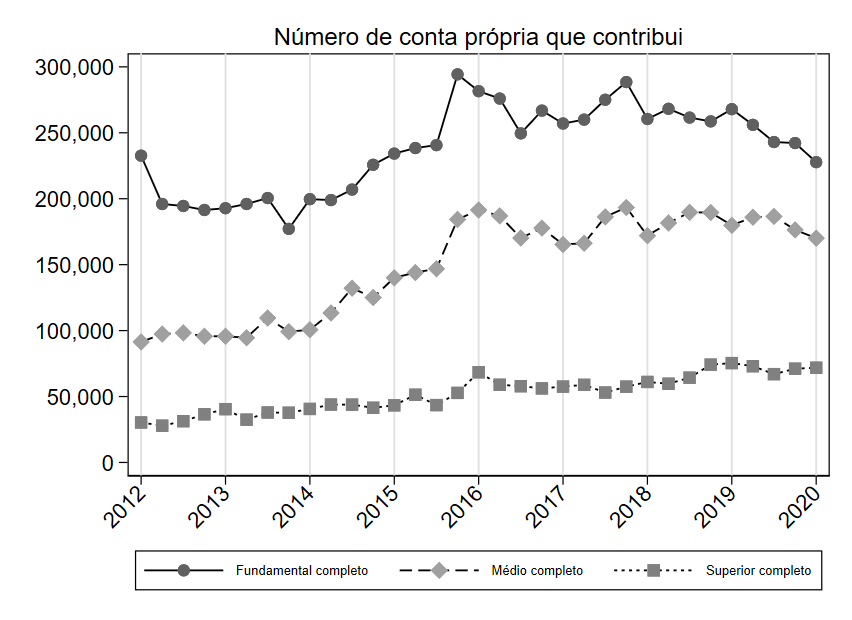 Número de conta própria que contribui
300,000
250,000
200,000
150,000
100,000
50,000
0
2012 2013 2014 2015 2016 2017 2018 2019 2020
Fundamental completo Médio completo Superior completo